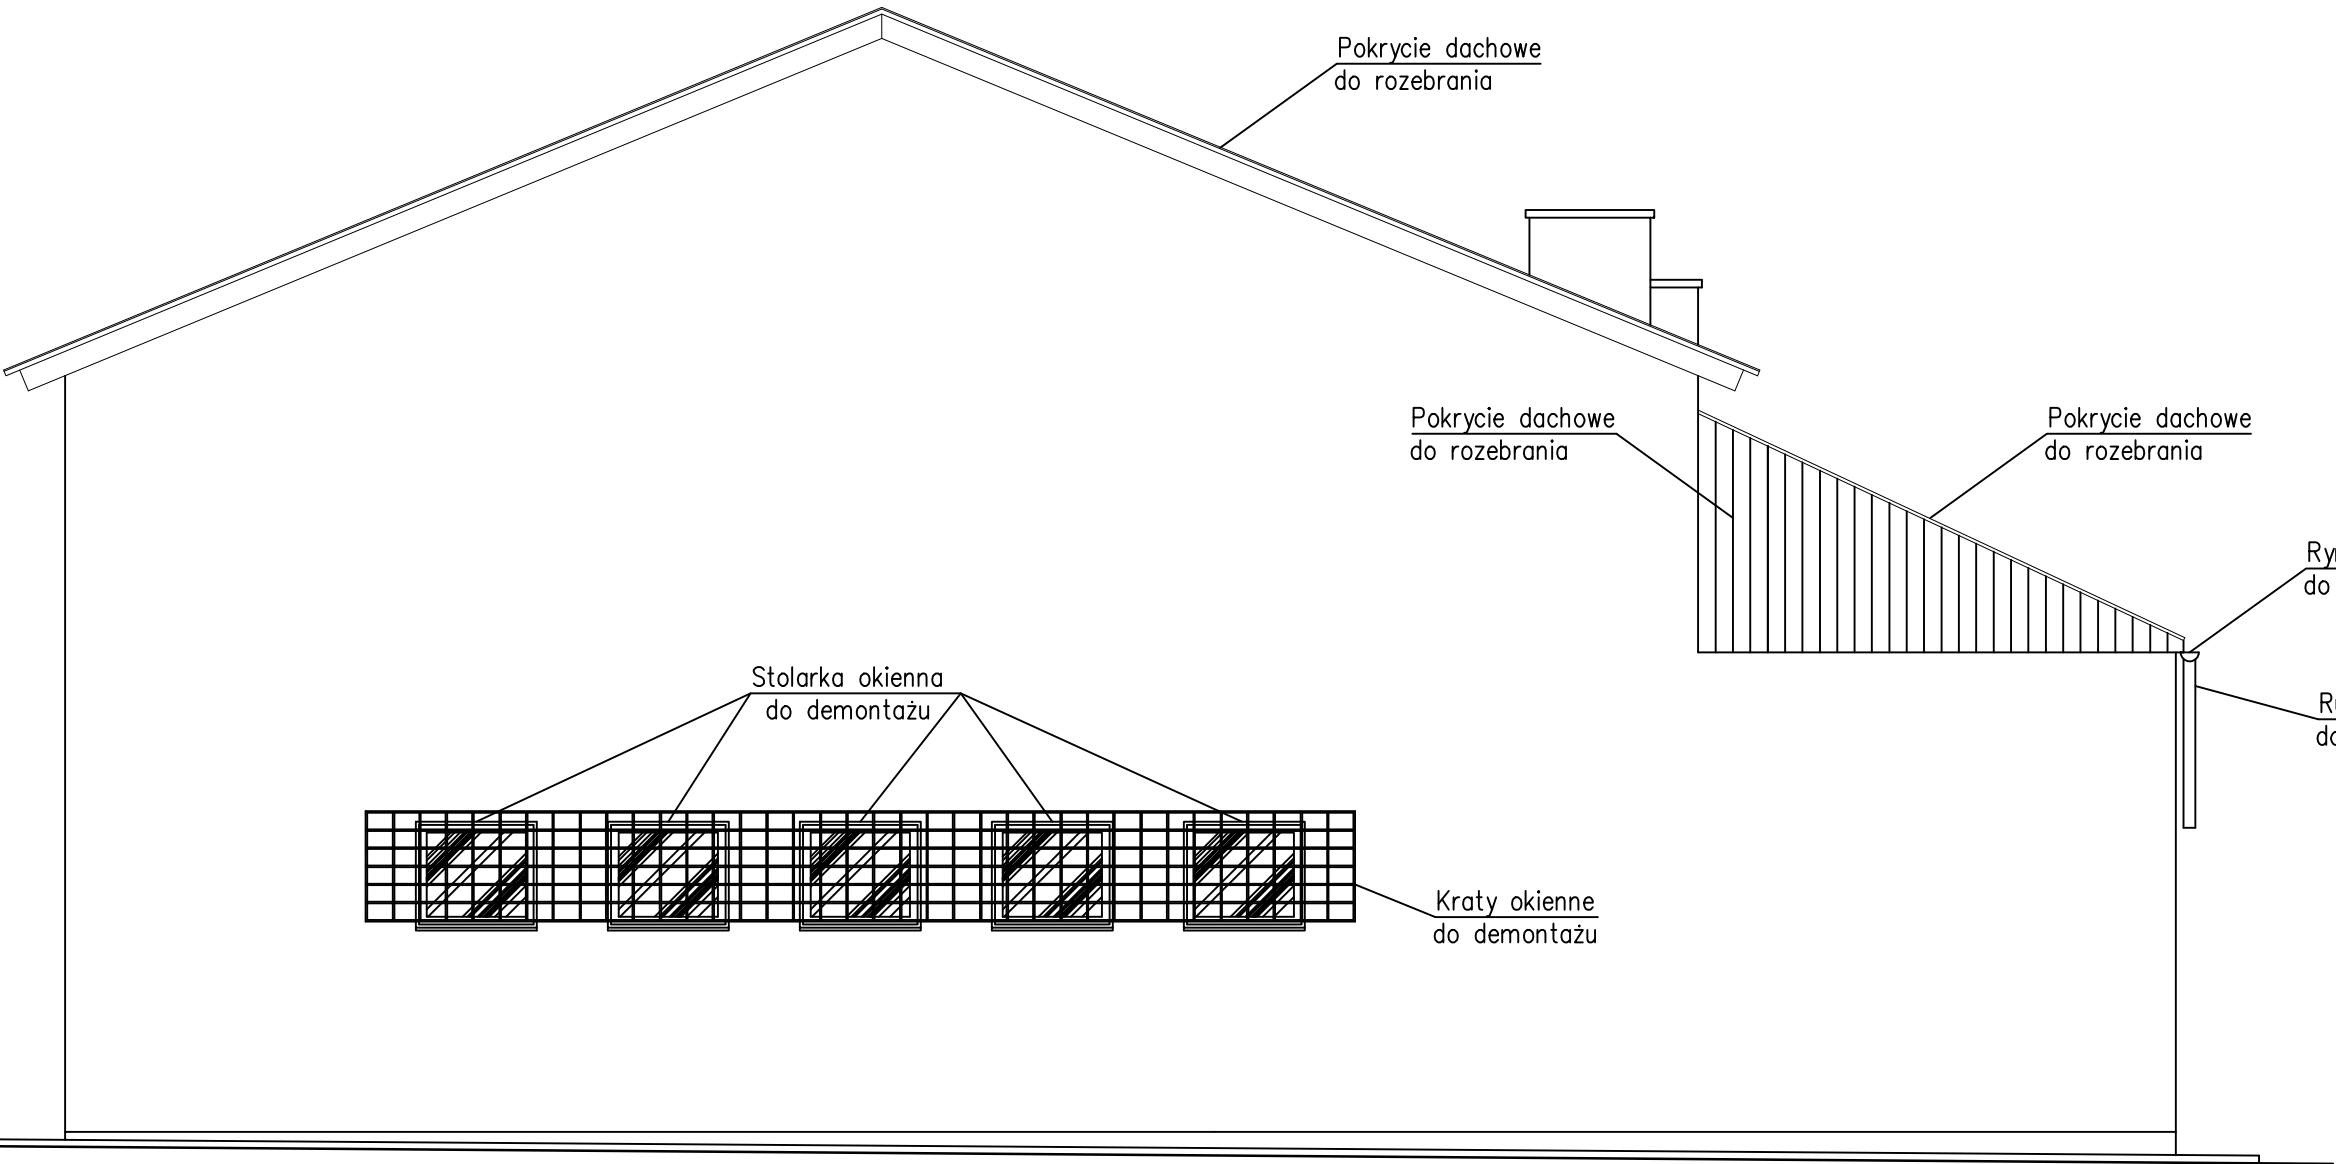 Pokrycie dachowe
do rozebrania
Pokrycie dachowe
do rozebrania
Pokrycie dachowe
do rozebrania
do
Stolarka okienna
do demontażu
Kraty okienne
do demontażu